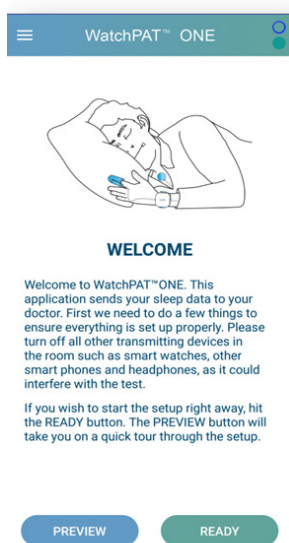 WatchPAT™ ONE
WELCOME
Welcome to WatchPAT™ONE. This
application sends your sleep data to your
doctor. First we need to do a few things to
ensure everything is set up properly. Please
turn off all other transmitting devices in
the room such as smart watches, other
smart phones and headphones, as it could
interfere with the test.
If you wish to start the setup right away, hit
the READY button. The PREVIEW button will
take you on a quick tour through the setup.
PREVIEW READY